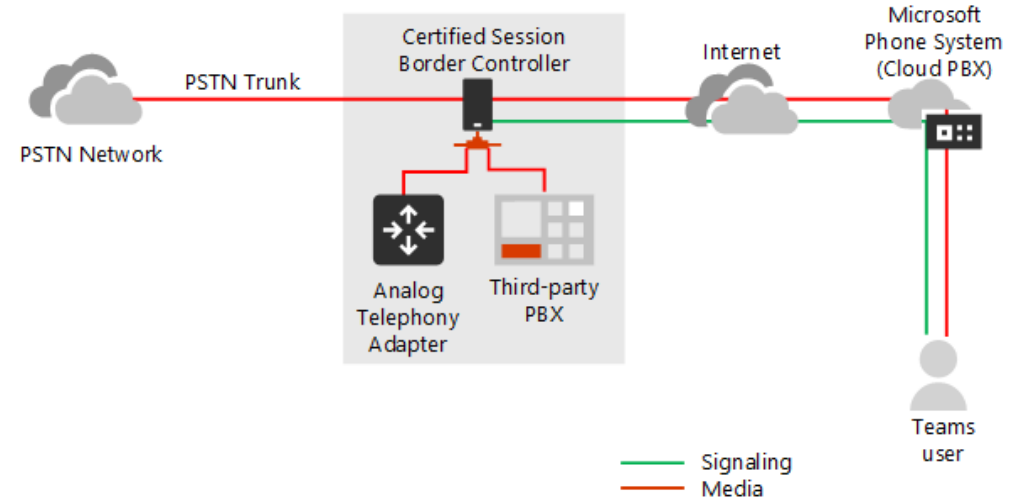 Microsoft
Phone System
(Cloud PBX)
Certified Session
Border Controller
Internet
PSTN Trunk
PSTN Network
Analog
Telephony
Adapter
Third-party
PBX
Teams
user
Signaling
Media